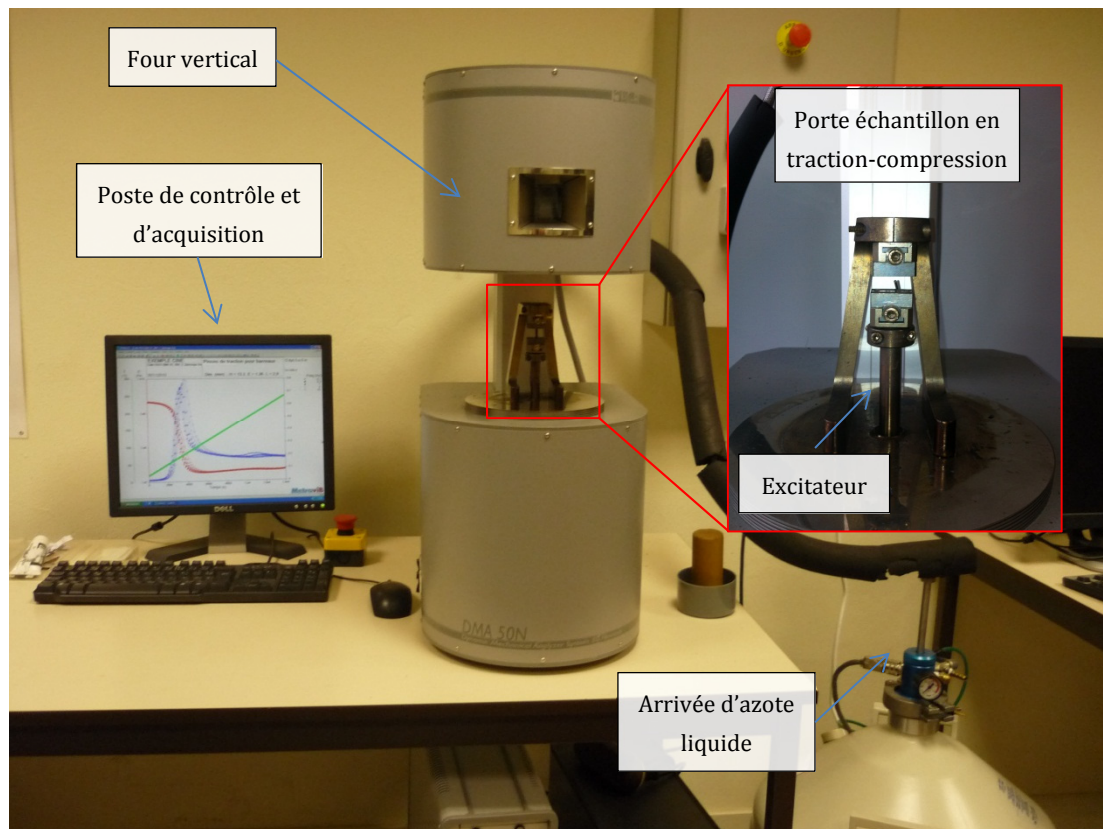 Four vertical
Porte échantillon en
traction-compression
Poste de contrôle et
d'acquisition
Excitateur
DELL
Metravib
DMA 50N
Arrivée d'azote
liquide